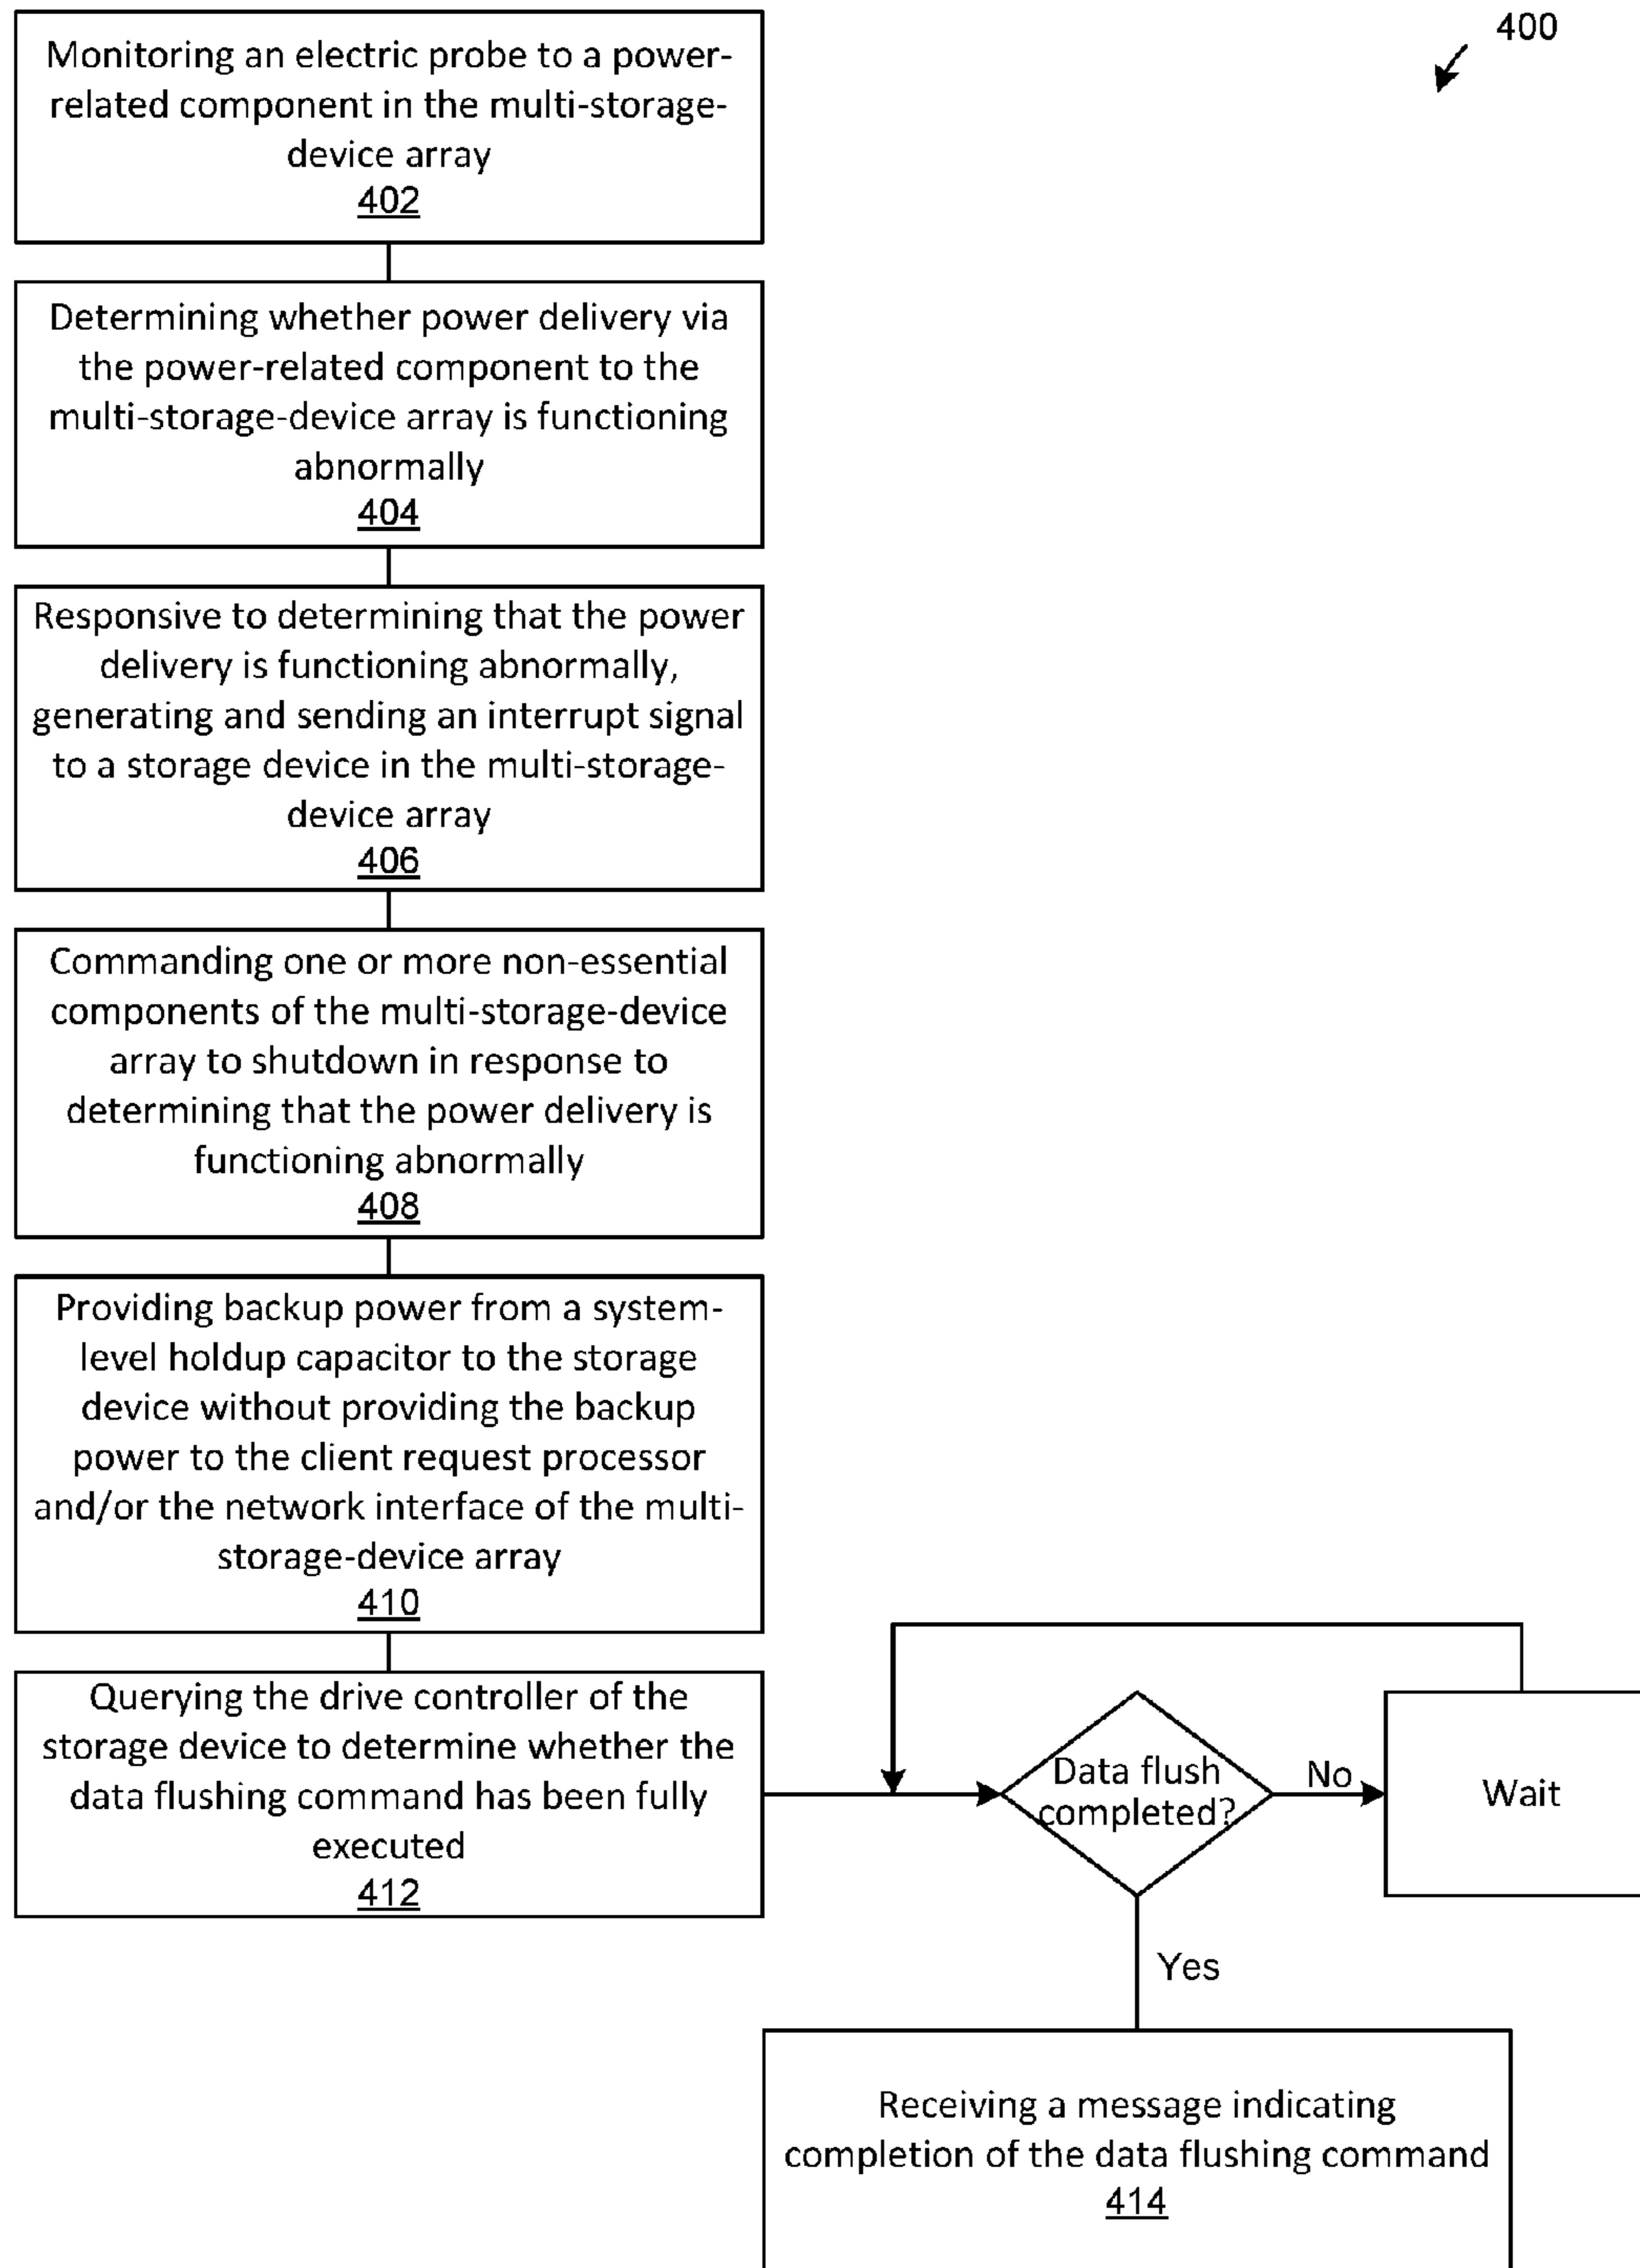 400
Monitoring an electric probe to a power-
related component in the multi-storage-
device array
402
Determining whether power delivery via
the power-related component to the
multi-storage-device array is functioning
abnormally
404
Responsive to determining that the power
delivery is functioning abnormally,
generating and sending an interrupt signal
to a storage device in the multi-storage-
device array
406
Commanding one or more non-essential
components of the multi-storage-device
array to shutdown in response to
determining that the power delivery is
functioning abnormally
408
Providing backup power from a system-
level holdup capacitor to the storage
device without providing the backup
power to the client request processor
and/or the network interface of the multi-
storage-device array
410
Querying the drive controller of the
storage device to determine whether the
data flushing command has been fully
executed
412
Data flush
completed?
No
Wait
Yes
Receiving a message indicating
completion of the data flushing command
414